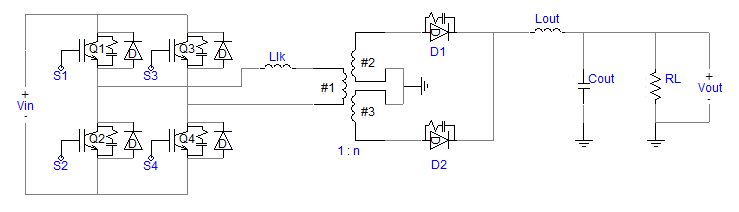 Lout
Q1
D
Q3
D
D1
S1
S3
Llk
#2
#1
+
Vin
-
Cout
RL
+
Vout
-
#3
Q2
D
Q4
D
S2
S4
1 : n
D2